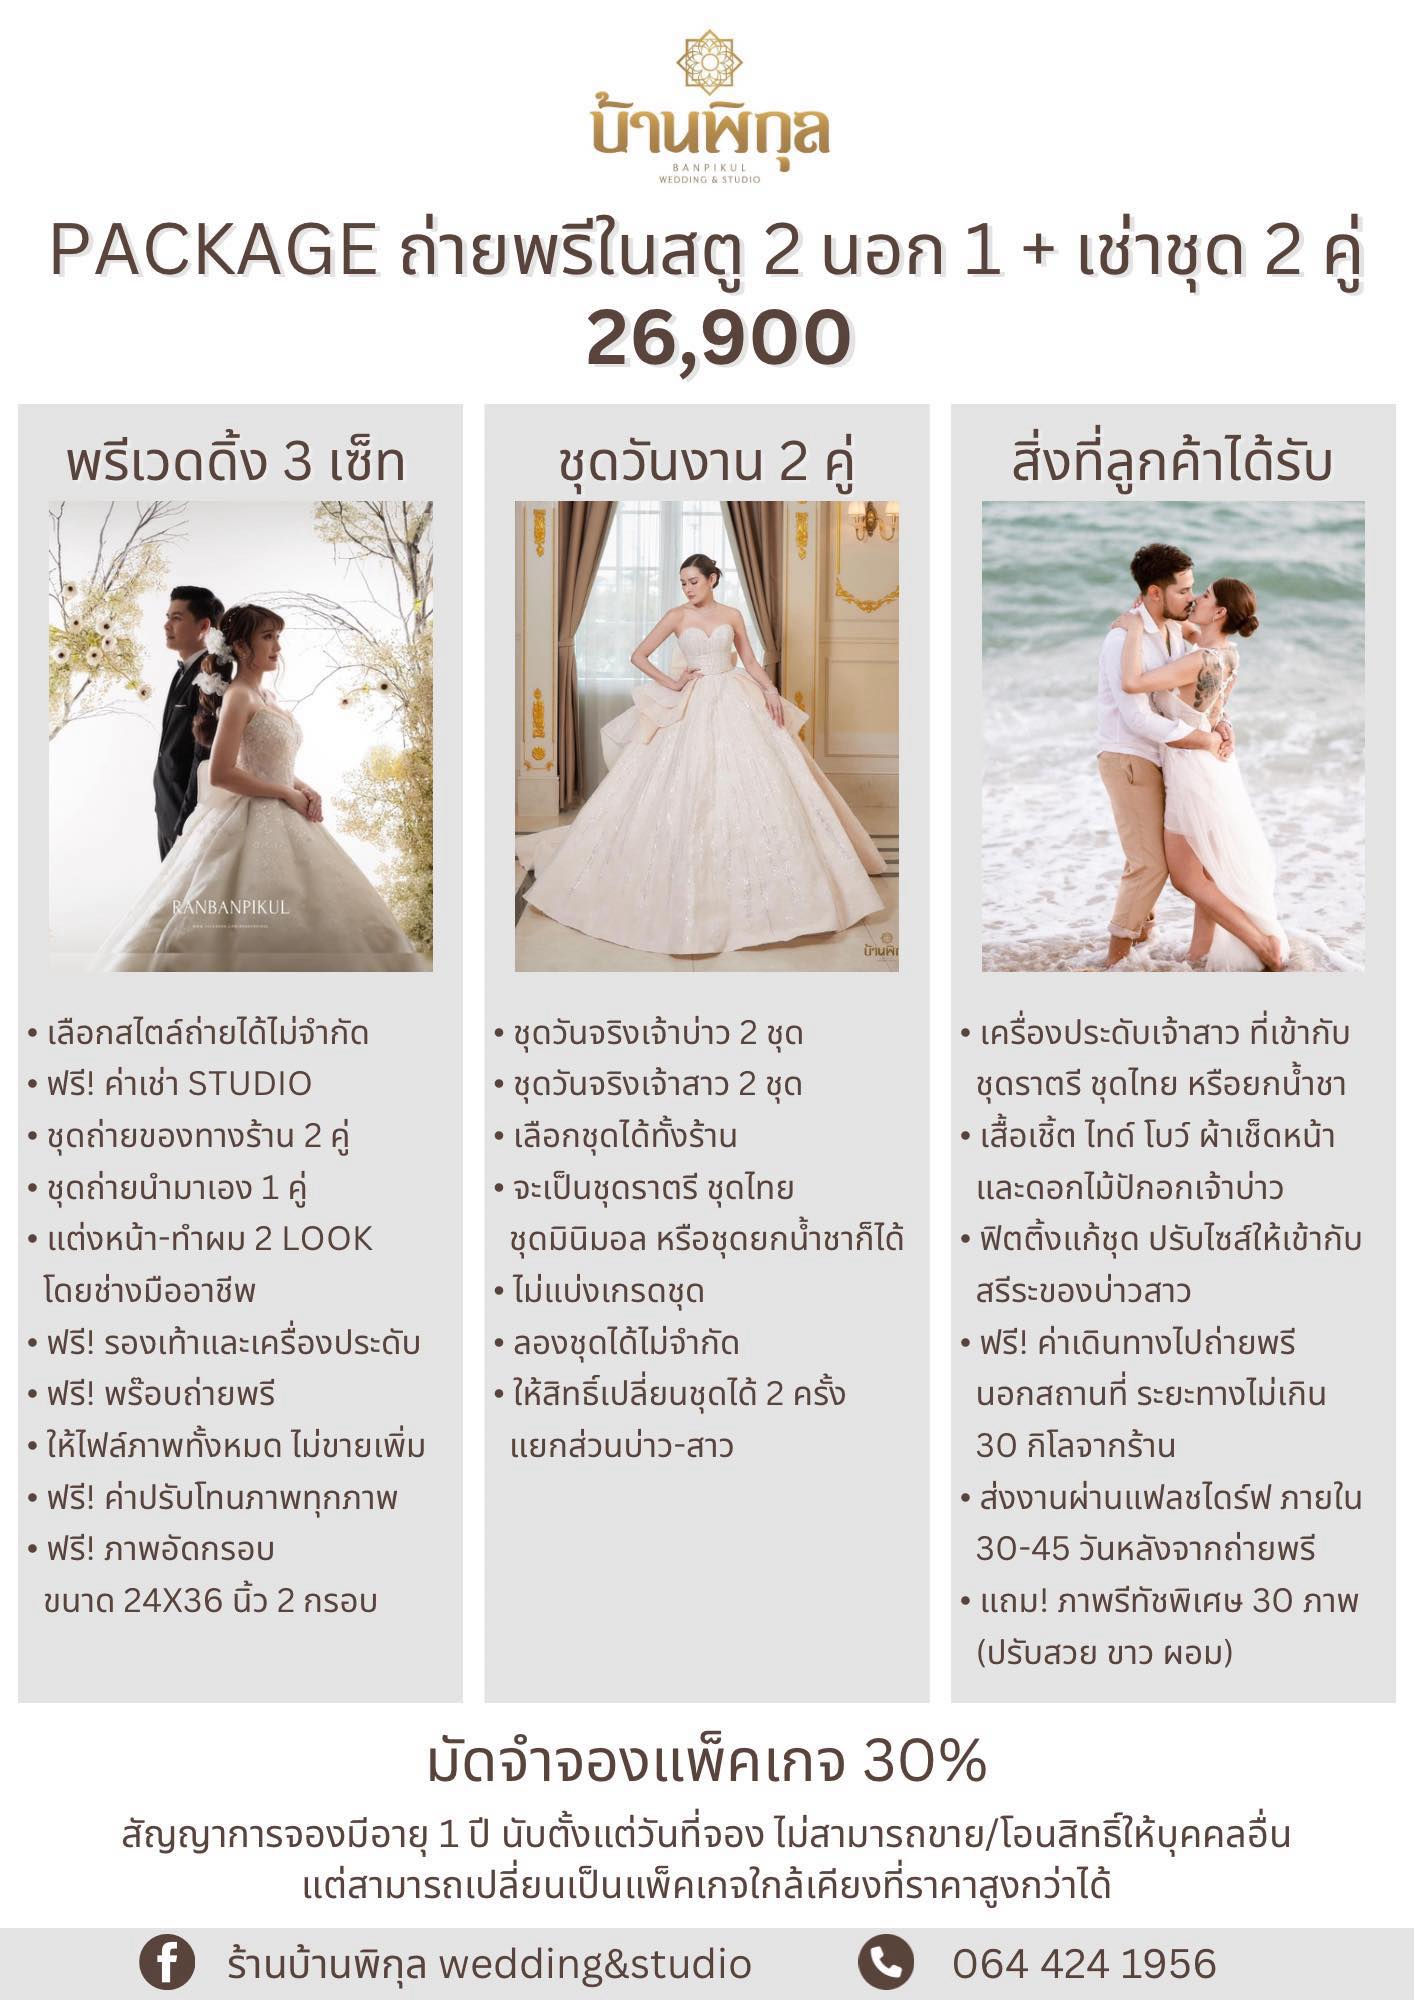 บ้านพิกุล
BANPIKUL
WEDDING & STUDIO
PACKAGE ถ่ายพรีในสตู 2 นอก 1 + เช่าชุด 2 คู่
26,900
พรีเวดดิ้ง 3 เซ็ท
RANBANPIKUL
• เลือกสไตล์ถ่ายได้ไม่จำกัด
• ฟรี! ค่าเช่า STUDIO
• ชุดถ่ายของทางร้าน 2 คู่
• ชุดถ่ายนำมาเอง 1 คู่
• แต่งหน้า-ทำผม 2 LOOK
โดยช่างมืออาชีพ
• ฟรี! รองเท้าและเครื่องประดับ
• ฟรี! พร๊อบถ่ายพรี
• ให้ไฟล์ภาพทั้งหมด ไม่ขายเพิ่ม
• ฟรี! ค่าปรับโทนภาพทุกภาพ
• ฟรี! ภาพอัดกรอบ
ขนาด 24X36 นิ้ว 2 กรอบ
ชุดวันงาน 2 คู่
บ้านพิ
• ชุดวันจริงเจ้าบ่าว 2 ชุด
• ชุดวันจริงเจ้าสาว 2 ชุด
• เลือกชุดได้ทั้งร้าน
• จะเป็นชุดราตรี ชุดไทย
ชุดมินิมอล หรือชุดยกน้ำชาก็ได้
• ไม่แบ่งเกรดชุด
• ลองชุดได้ไม่จำกัด
• ให้สิทธิ์เปลี่ยนชุดได้ 2 ครั้ง
แยกส่วนบ่าว-สาว
สิ่งที่ลูกค้าได้รับ
• เครื่องประดับเจ้าสาว ที่เข้ากับ
ชุดราตรี ชุดไทย หรือยกน้ำชา
• เสื้อเชิ้ต ไทด์ โบว์ ผ้าเช็ดหน้า
และดอกไม้ปักอกเจ้าบ่าว
• ฟิตติ้งแก้ชุด ปรับไซส์ให้เข้ากับ
สรีระของบ่าวสาว
• ฟรี! ค่าเดินทางไปถ่ายพรี
นอกสถานที่ ระยะทางไม่เกิน
30 กิโลจากร้าน
• ส่งงานผ่านแฟลชไดร์ฟ ภายใน
30-45 วันหลังจากถ่ายพรี
• แถม! ภาพรีทัชพิเศษ 30 ภาพ
(ปรับสวย ขาว ผอม)
มัดจำจองแพ็คเกจ 30%
สัญญาการจองมีอายุ 1 ปี นับตั้งแต่วันที่จอง ไม่สามารถขาย/โอนสิทธิ์ให้บุคคลอื่น
แต่สามารถเปลี่ยนเป็นแพ็คเกจใกล้เคียงที่ราคาสูงกว่าได้
ร้านบ้านพิกุล wedding&studio
064 424 1956